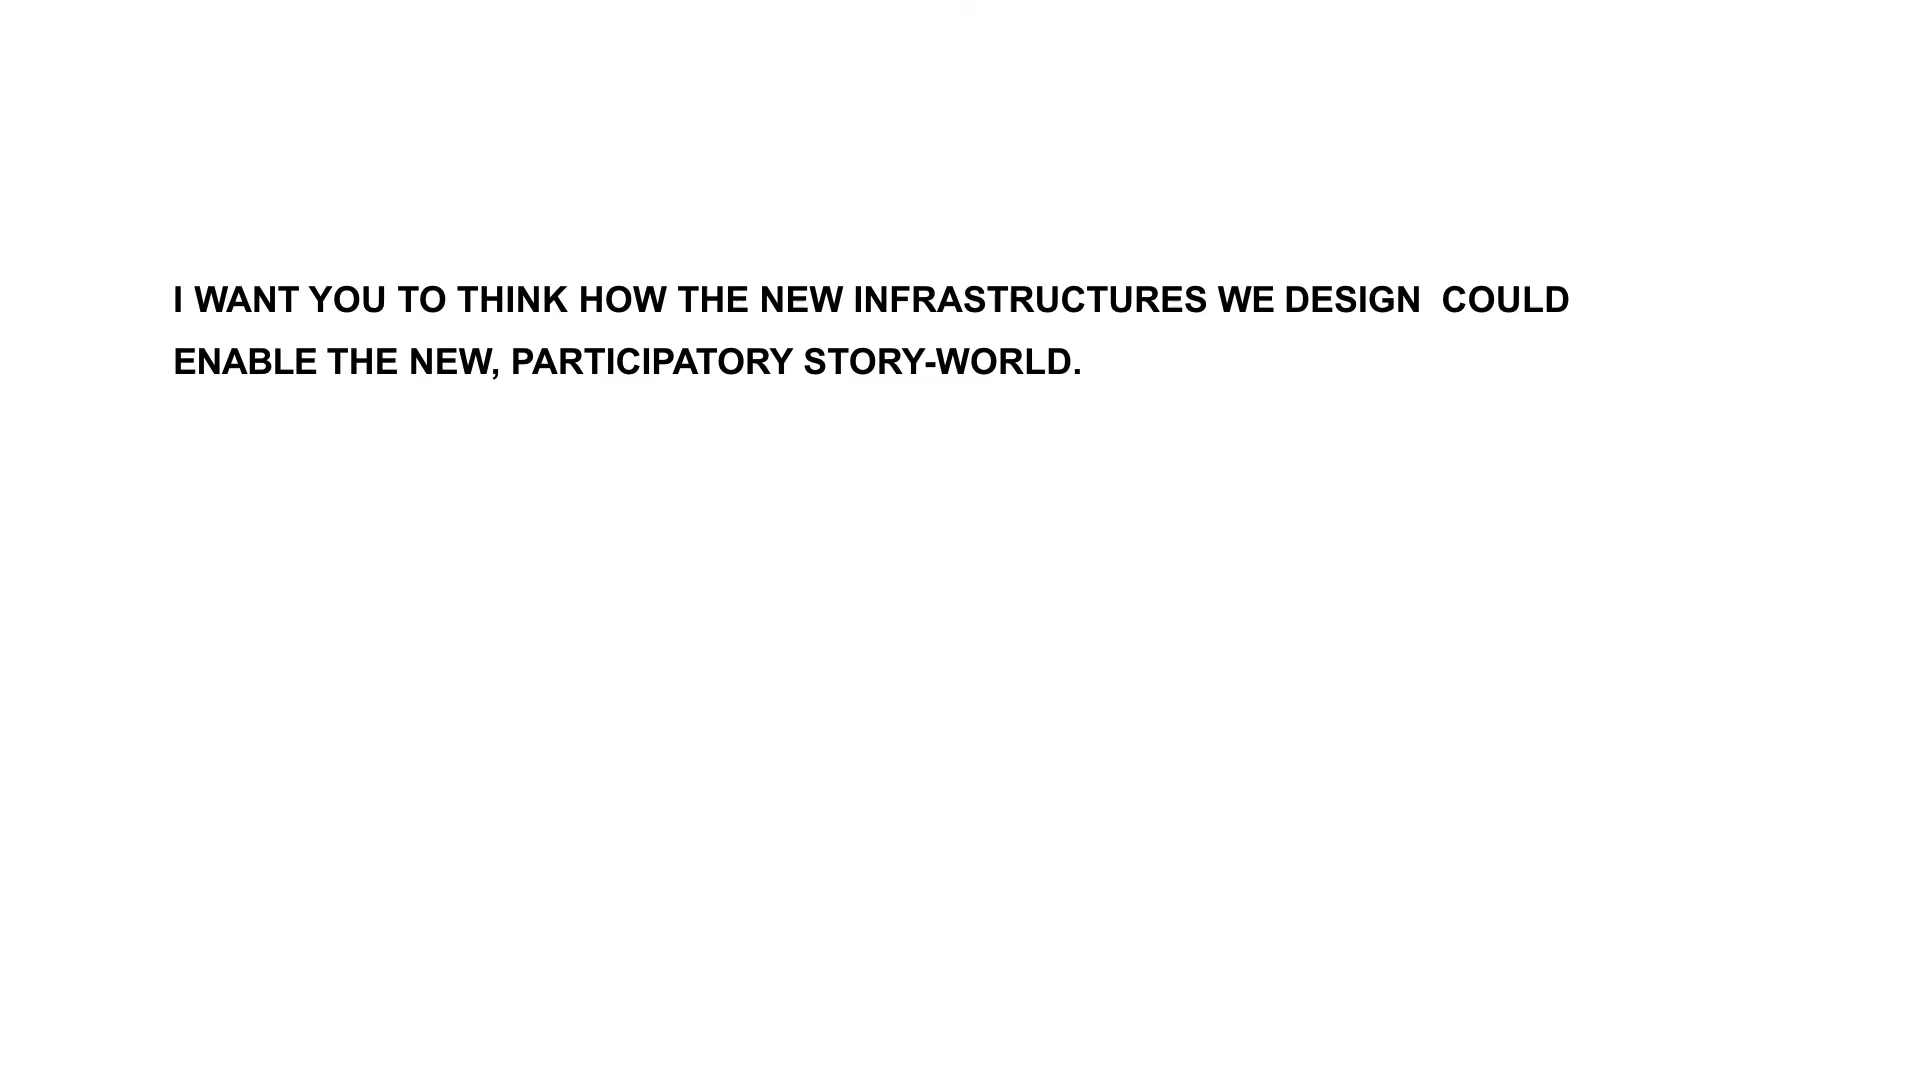 I WANT YOU TO THINK HOW THE NEW INFRASTRUCTURES WE DESIGN  COULD
ENABLE THE NEW, PARTICIPATORY STORY-WORLD.